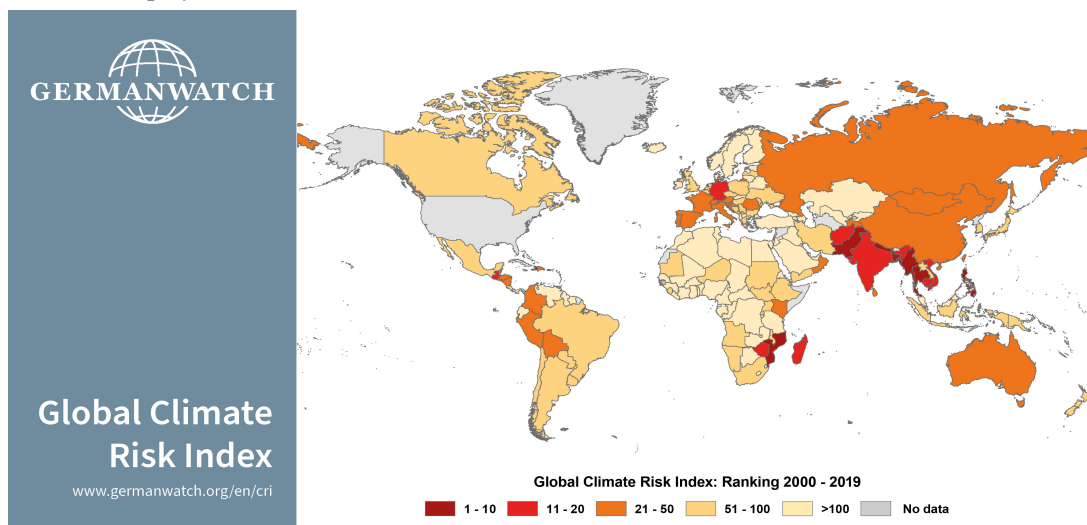 GERMANWATCH
Global Climate
Risk Index
www.germanwatch.org/en/cri
Global Climate Risk Index: Ranking 2000 - 2019
1 - 10
11 - 20
21 - 50
51 - 100
>100
No data